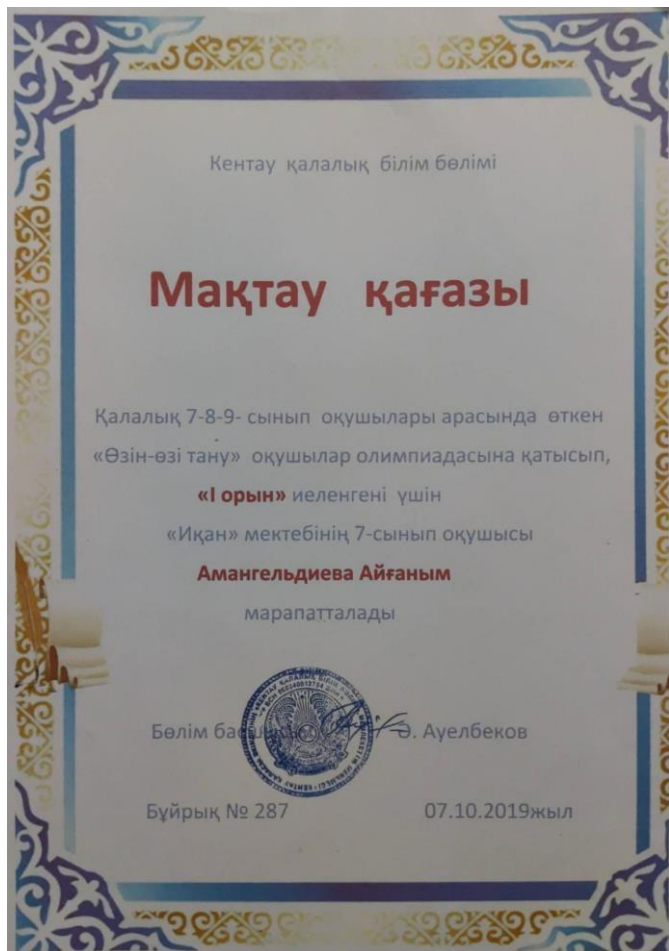 Кентау қалалық білім бөлімі
Мақтау қағазы
Қалалық 7-8-9- сынып оқушылары арасында өткен
«Өзін-өзі тану» оқушылар олимпиадасына қатысып,
«І орын» иеленгені үшін
«Иқан» мектебінің 7-сынып оқушысы
Амангельдиева Айғаным
марапатталады
Бөлім Ә. Ауелбеков
Бұйрық № 287 07.10.2019жыл